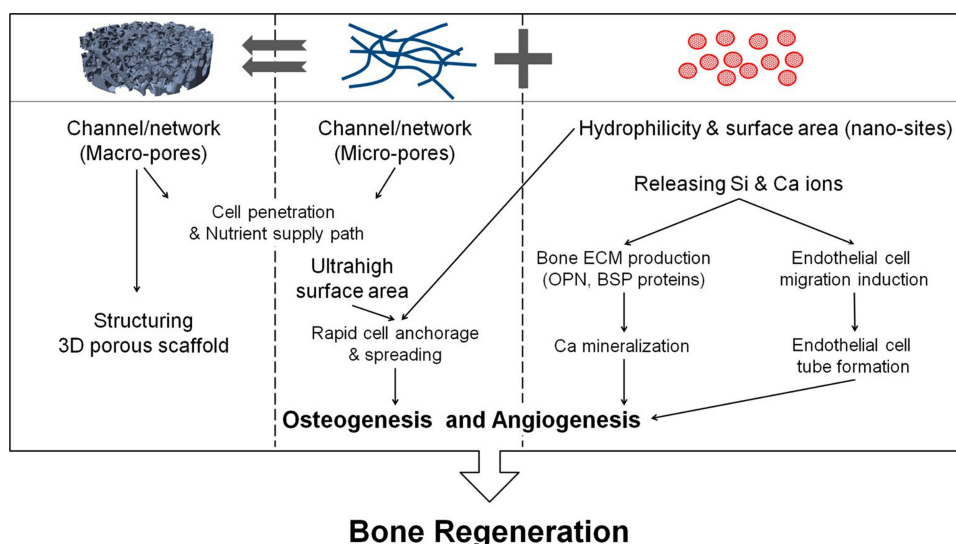 Channel/network
(Macro-pores)
Channel/network
(Micro-pores)
Hydrophilicity & surface area (nano-sites)
Releasing Si & Ca ions
Cell penetration
& Nutrient supply path
Bone ECM production
(OPN, BSP proteins)
Endothelial cell
migration induction
Ultrahigh
surface area
Structuring
3D porous scaffold
Rapid cell anchorage
& spreading
Ca mineralization
Endothelial cell
tube formation
Osteogenesis and Angiogenesis
Bone Regeneration